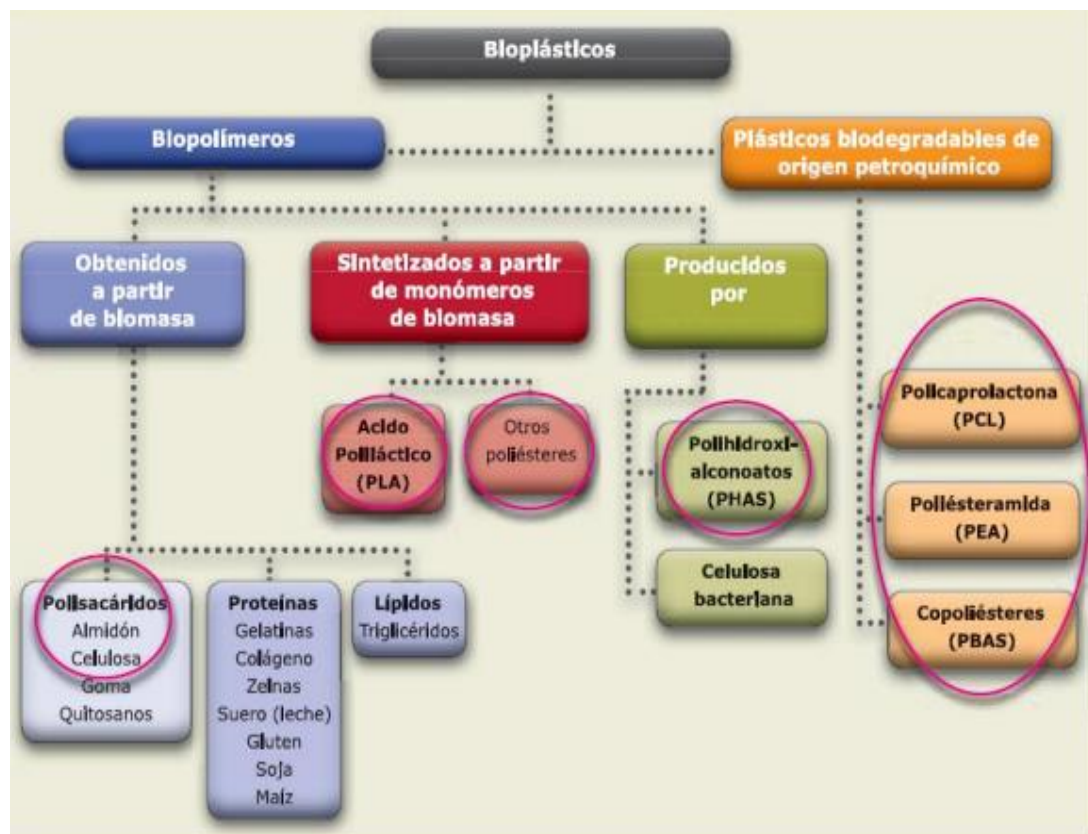 Bioplásticos
Biopolímeros
Plásticos biodegradables de
origen petroquímico
Obtenidos
a partir
de biomasa
Sintetizados a partir
de monómeros
de biomasa
Producidos
por
Acido
Poliláctico
(PLA)
Otros
poliésteres
Polihidroxi-
alconoatos
(PHAS)
Celulosa
bacteriana
Policaprolactona
(PCL)
Poliésteramida
(PEA)
Copoliésteres
(PBAS)
Polisacáridos
Almidón
Celulosa
Goma
Quitosanos
Proteínas
Gelatinas
Colágeno
Zeínas
Suero (leche)
Gluten
Soja
Maíz
Lípidos
Triglicéridos